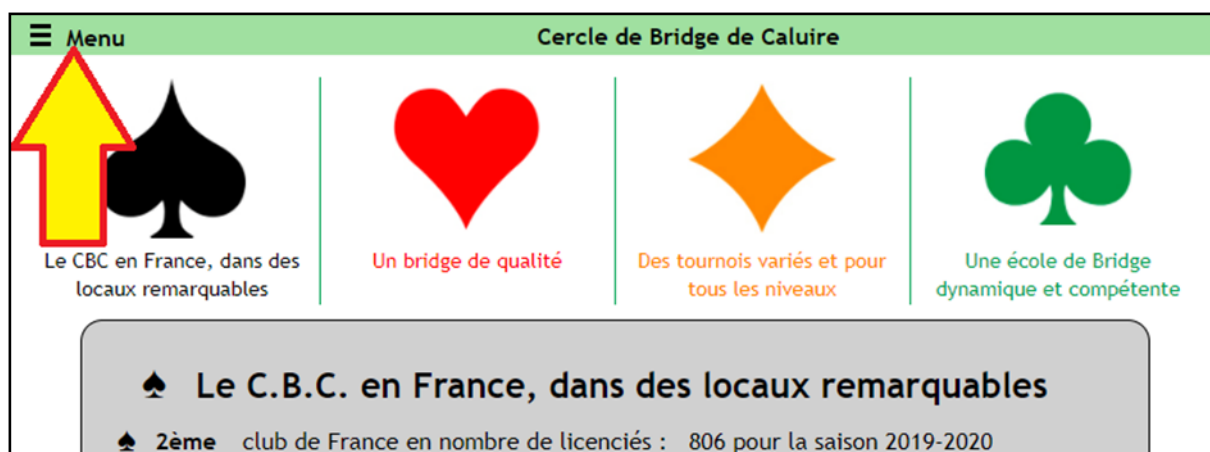 Menu
Cercle de Bridge de Caluire
Le CBC en France, dans des
locaux remarquables
Un bridge de qualité
Des tournois variés et pour
tous les niveaux
Une école de Bridge
dynamique et compétente
♠ Le C.B.C. en France, dans des locaux remarquables
♠ 2ème club de France en nombre de licenciés : 806 pour la saison 2019-2020